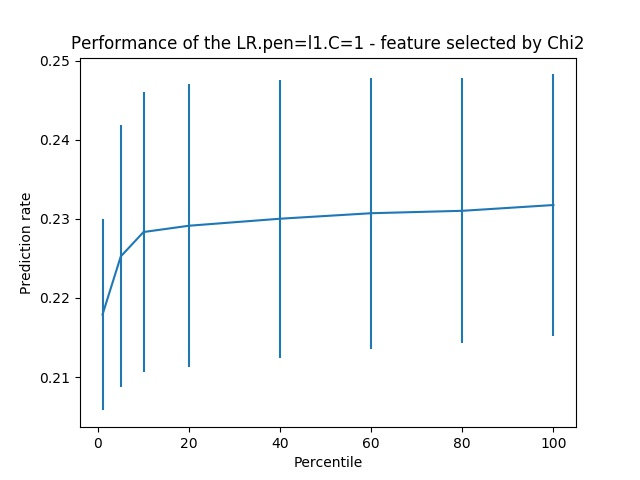 Performance of the LR.pen=l1.C=1 - feature selected by Chi2
0.25
0.24
0.23
0.22
0.21
Prediction rate
0 20 40 60 80 100
Percentile